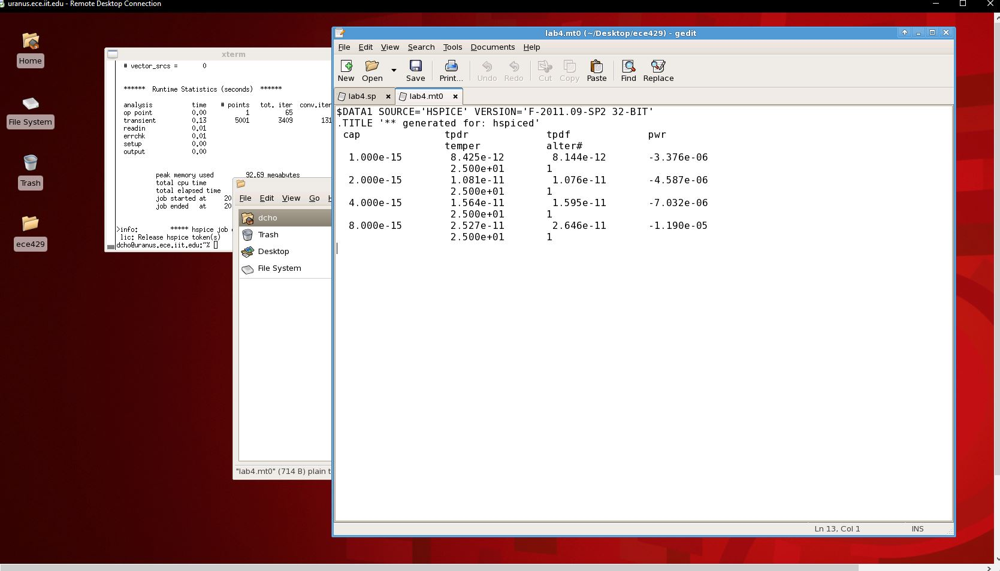 uranus.ece.iit.edu - Remote Desktop Connection
Home
File System
Trash
ece429
xterm
# vector_srcs = 0
****** Runtime Statistics (seconds) ******
analysis time # points tot. iter conv.iter
op point 0.00 1 65
transient 0.13 5001 3409 131
readin 0.01
errchk 0.01
setup 0.00
output 0.00
peak memory used 92.69 megabytes
total cpu time
total elapsed time
job started at 20
job ended at 20
>info: ***** hspice job
lic: Release hspice token(s)
dcho@uranus.ece.iit.edu:~%
File Edit View Go
dcho
Trash
Desktop
File System
"lab4.mt0" (714 B) plain t
lab4.mt0 (~/Desktop/ece429) - gedit
File Edit View Search Tools Documents Help
New Open Save Print... Undo Redo Cut Copy Paste Find Replace
lab4.sp lab4.mt0
$DATA1 SOURCE='HSPICE' VERSION='F-2011.09-SP2 32-BIT'
.TITLE '** generated for: hspiced'
cap tpdr tpdf pwr
temper alter#
1.000e-15 8.425e-12 8.144e-12 -3.376e-06
2.500e+01 1
2.000e-15 1.081e-11 1.076e-11 -4.587e-06
2.500e+01 1
4.000e-15 1.564e-11 1.595e-11 -7.032e-06
2.500e+01 1
8.000e-15 2.527e-11 2.646e-11 -1.190e-05
2.500e+01 1
Ln 13, Col 1 INS